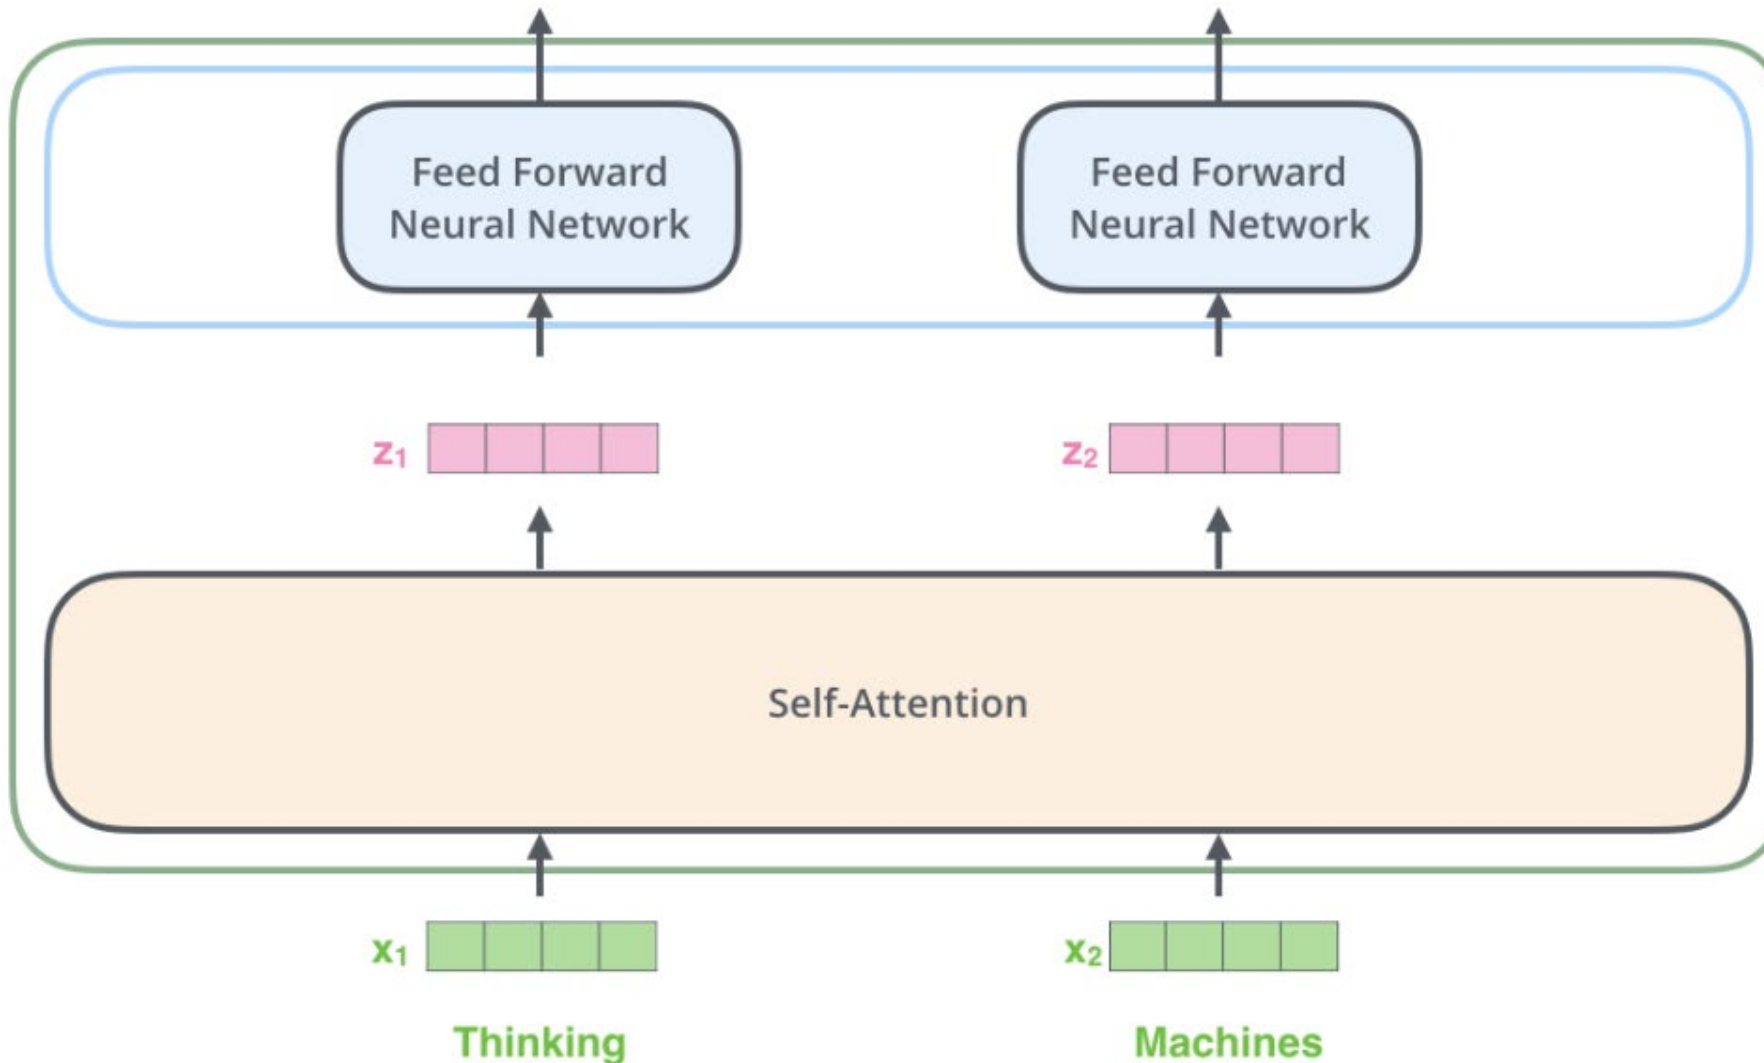 Feed Forward
Neural Network
Feed Forward
Neural Network
z₁
z₂
Self-Attention
x₁
x₂
Thinking
Machines